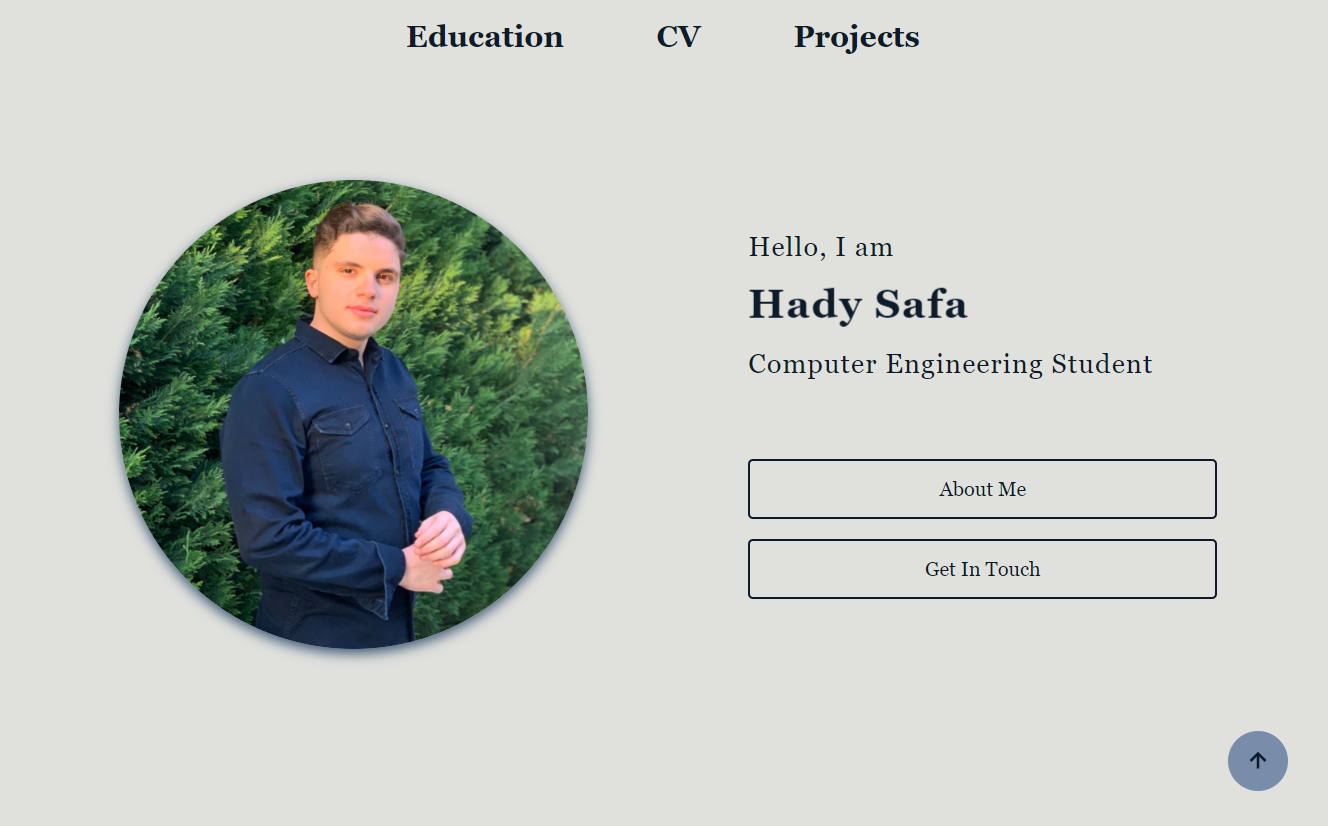 Education CV Projects
Hello, I am
Hady Safa
Computer Engineering Student
About Me
Get In Touch